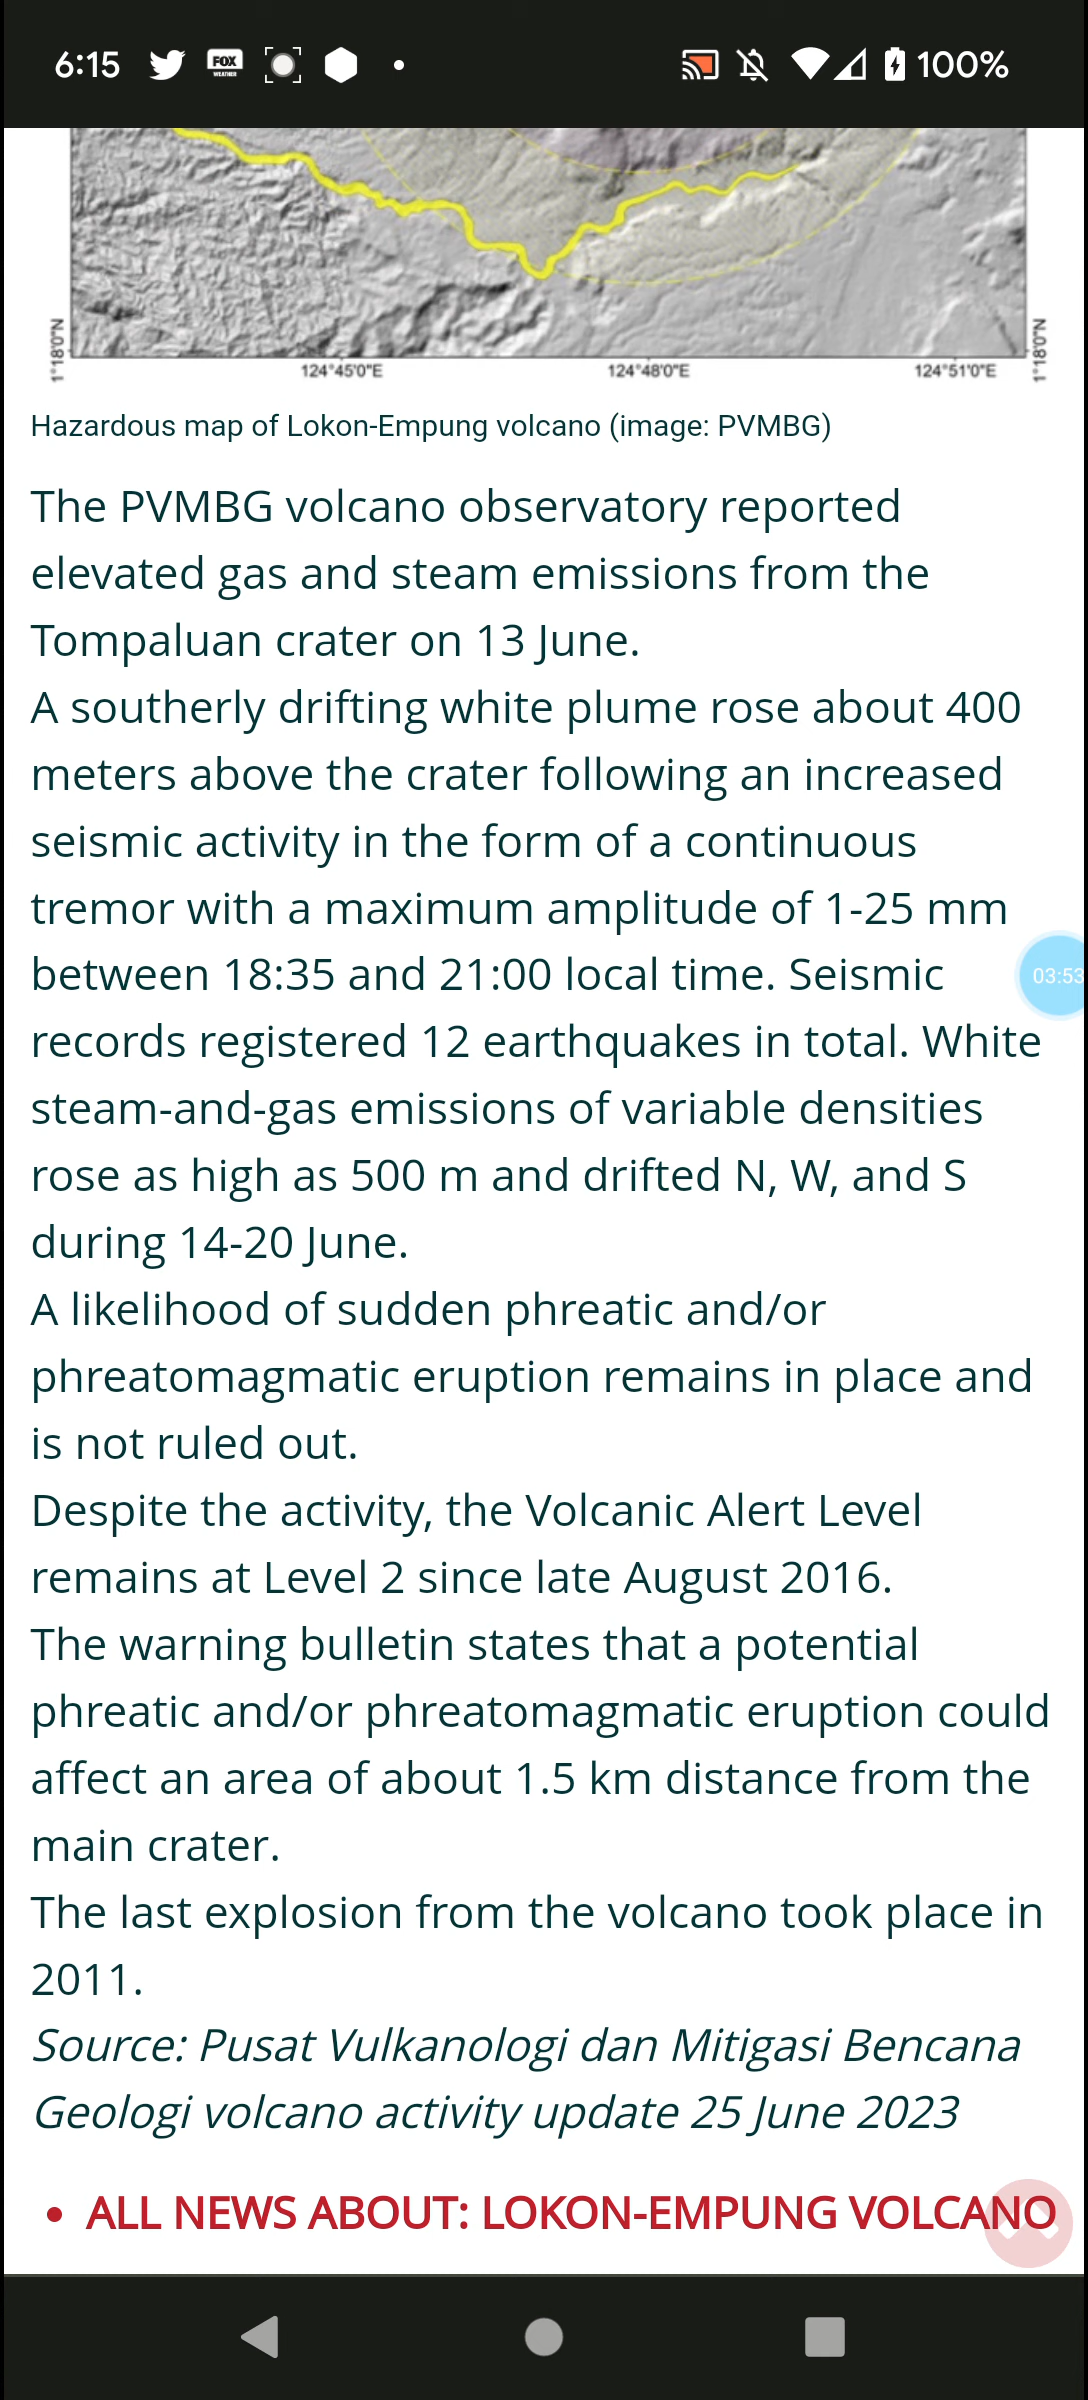 6:15
FOX
WEATHER
100%
1°18'0"N
1°18'0"N
124°45'0"E
124°48'0"E
124°51'0"E
Hazardous map of Lokon-Empung volcano (image: PVMBG)
The PVMBG volcano observatory reported
elevated gas and steam emissions from the
Tompaluan crater on 13 June.
A southerly drifting white plume rose about 400
meters above the crater following an increased
seismic activity in the form of a continuous
tremor with a maximum amplitude of 1-25 mm
between 18:35 and 21:00 local time. Seismic
03:53
records registered 12 earthquakes in total. White
steam-and-gas emissions of variable densities
rose as high as 500 m and drifted N, W, and S
during 14-20 June.
A likelihood of sudden phreatic and/or
phreatomagmatic eruption remains in place and
is not ruled out.
Despite the activity, the Volcanic Alert Level
remains at Level 2 since late August 2016.
The warning bulletin states that a potential
phreatic and/or phreatomagmatic eruption could
affect an area of about 1.5 km distance from the
main crater.
The last explosion from the volcano took place in
2011.
Source: Pusat Vulkanologi dan Mitigasi Bencana
Geologi volcano activity update 25 June 2023
• ALL NEWS ABOUT: LOKON-EMPUNG VOLCANO